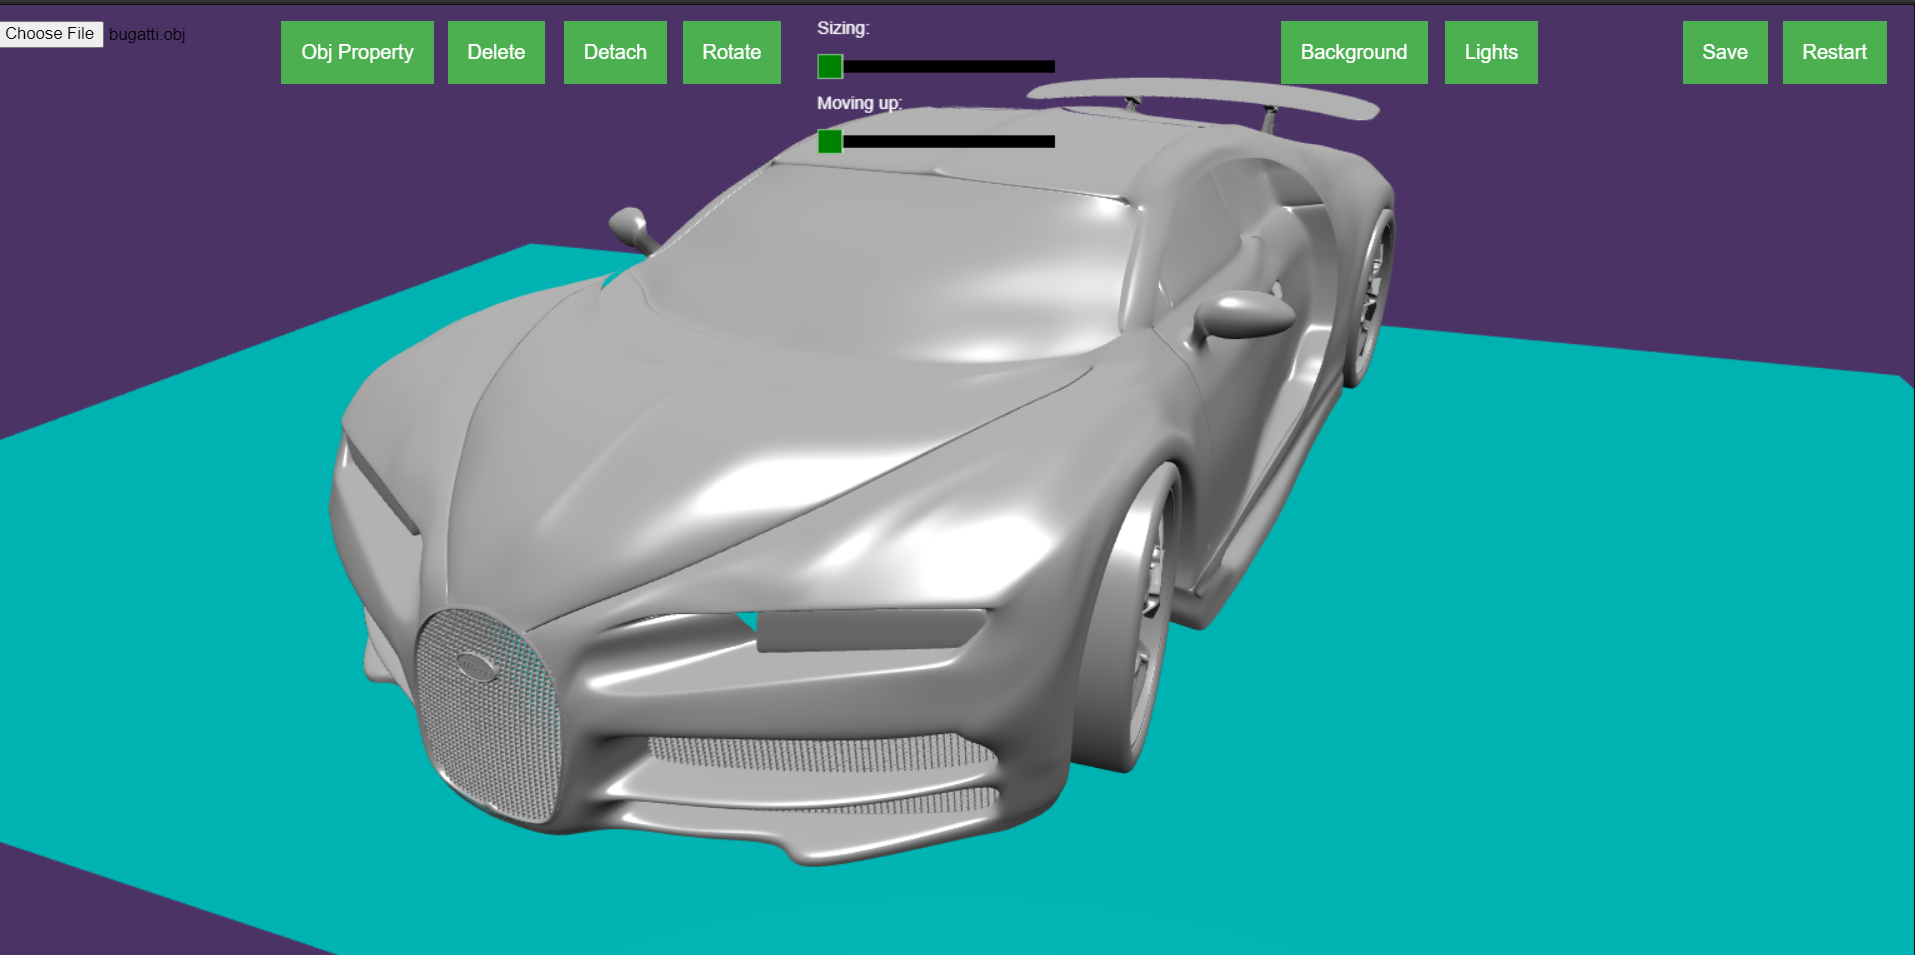 Choose File bugatti.obj
Obj Property
Delete
Detach
Rotate
Sizing:
Moving up:
Background
Lights
Save
Restart